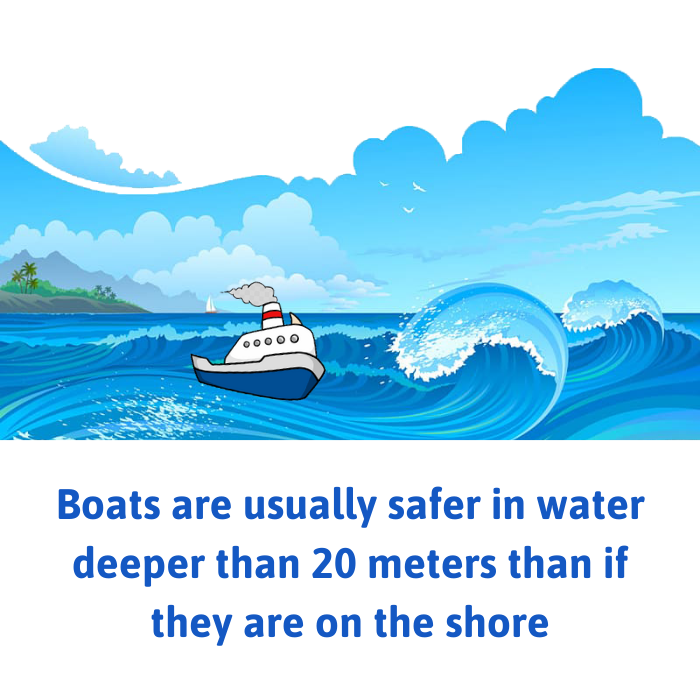 Boats are usually safer in water
deeper than 20 meters than if
they are on the shore